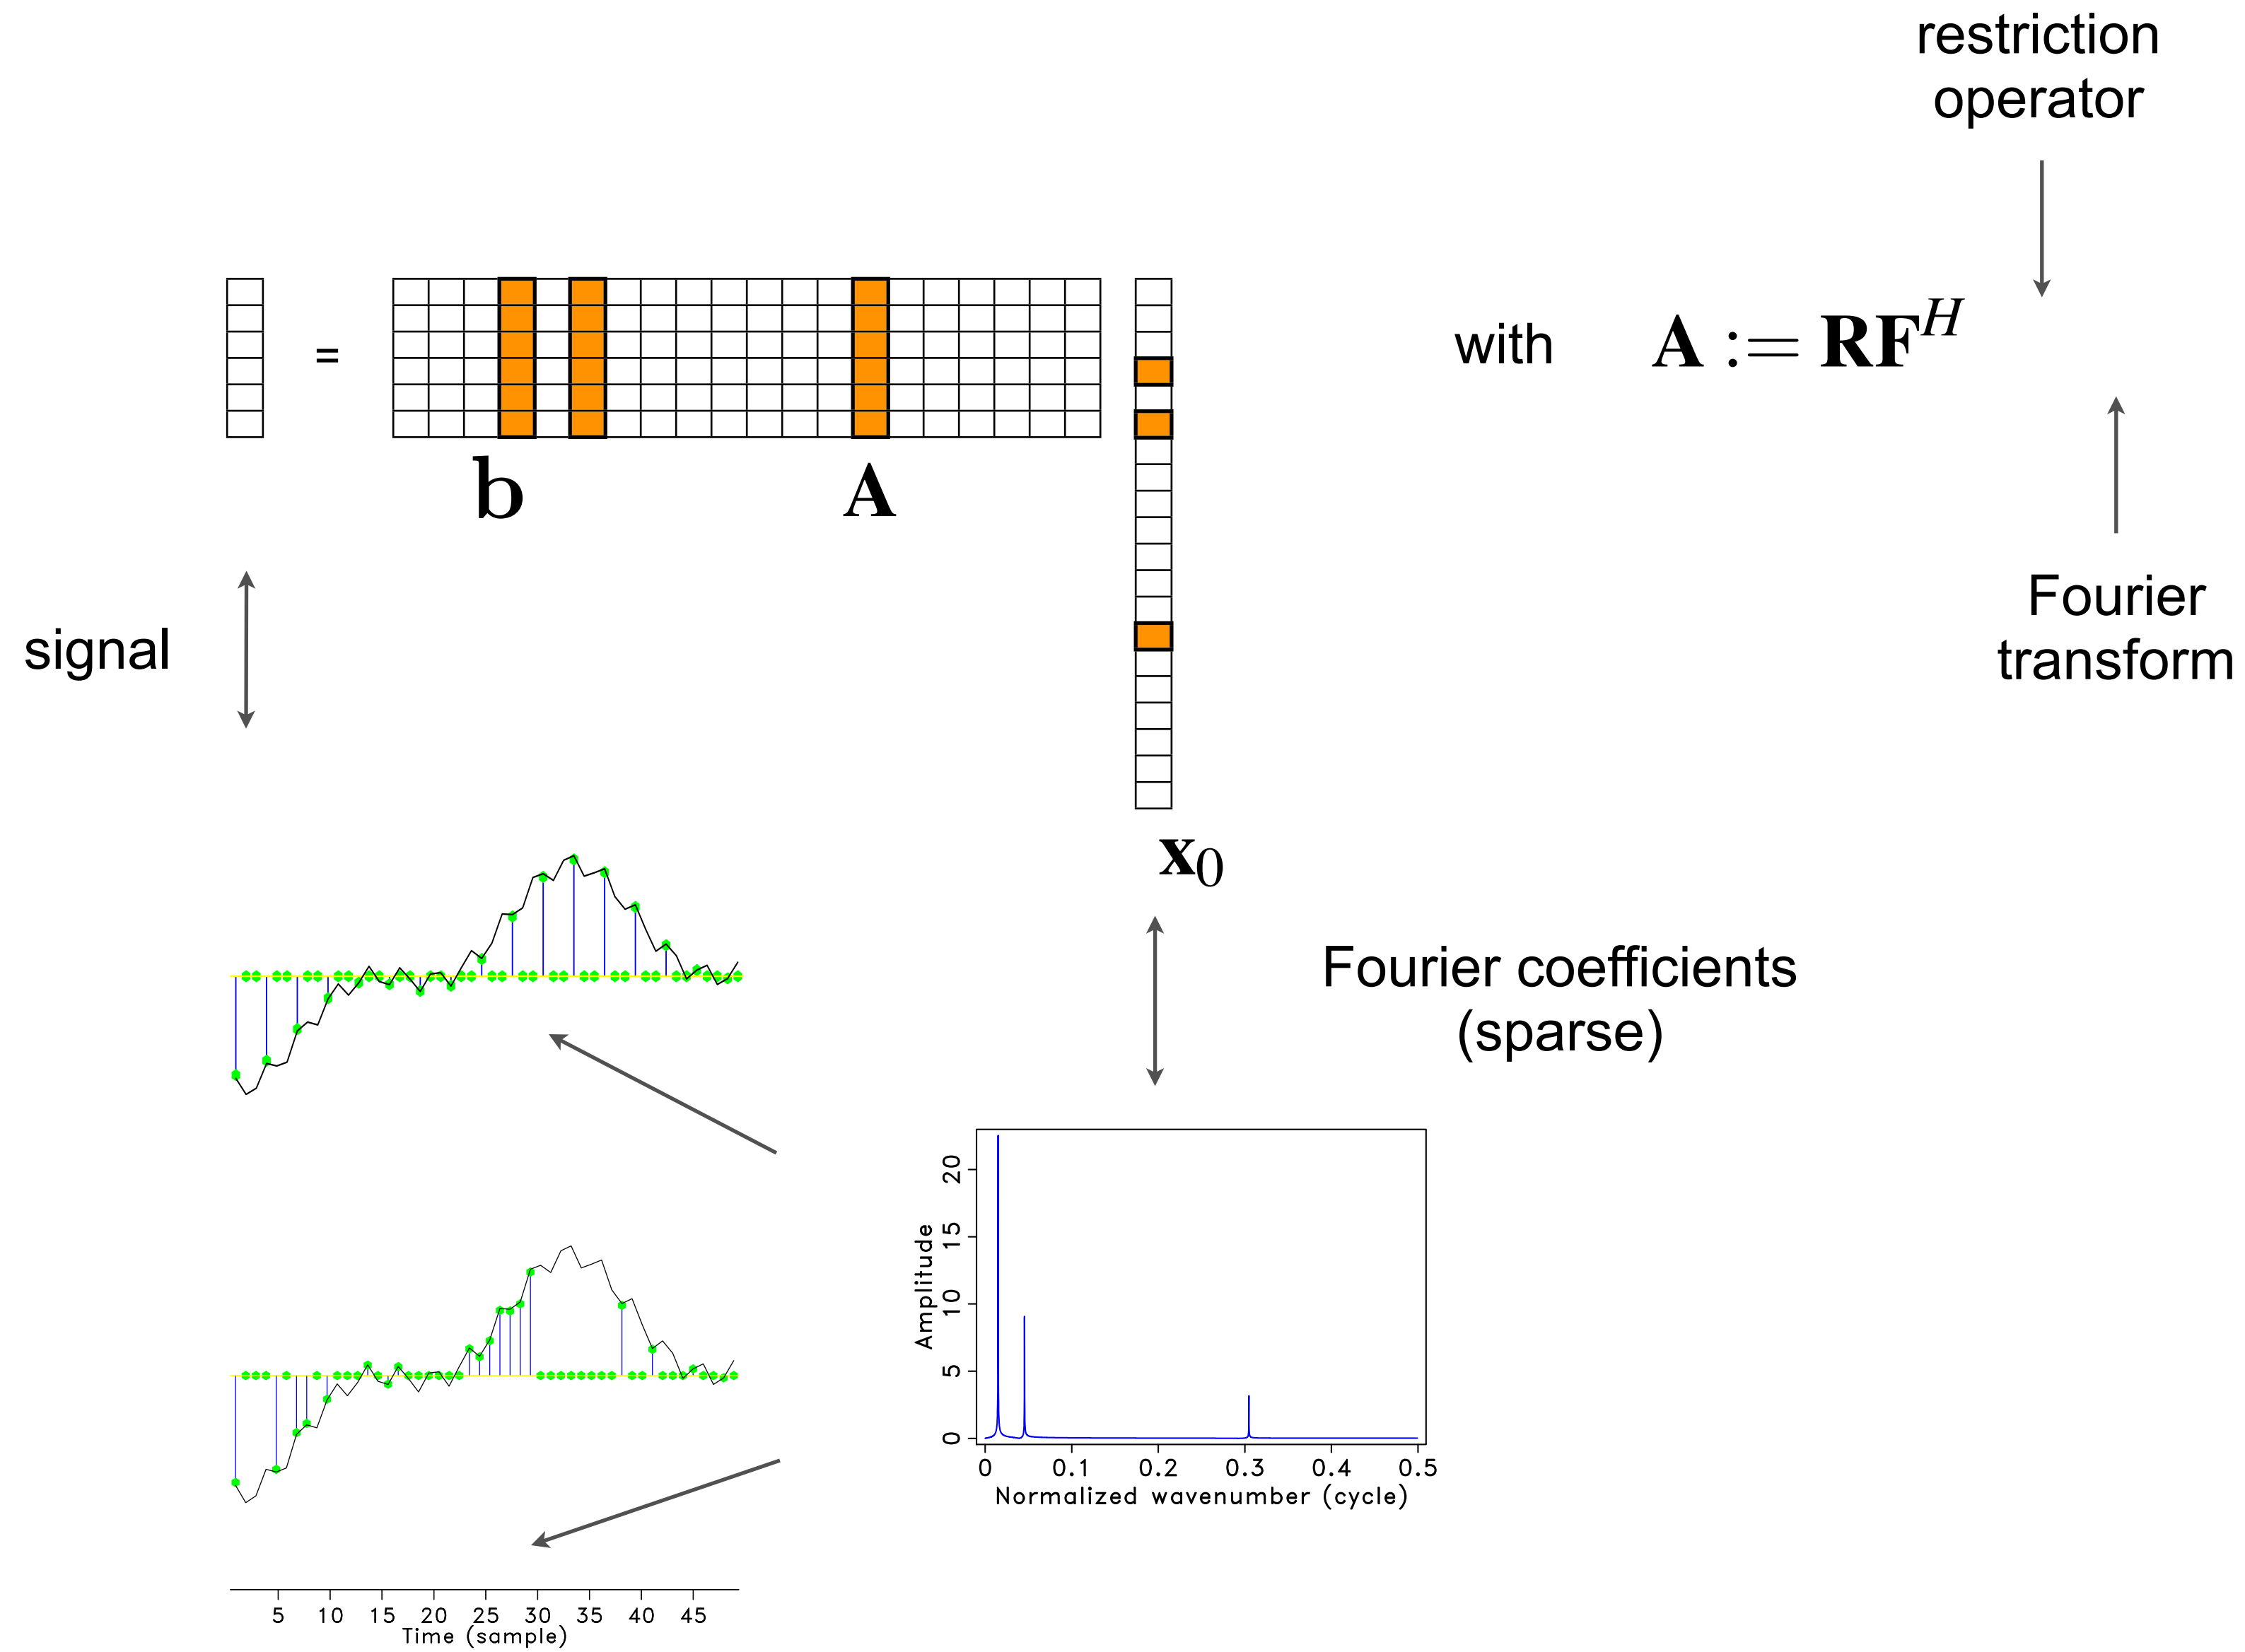 restriction
operator
=
with A := RF^H
b
A
signal
Fourier
transform
x₀
Fourier coefficients
(sparse)
Amplitude
20
15
10
5
0
0 0.1 0.2 0.3 0.4 0.5
Normalized wavenumber (cycle)
5 10 15 20 25 30 35 40 45
Time (sample)